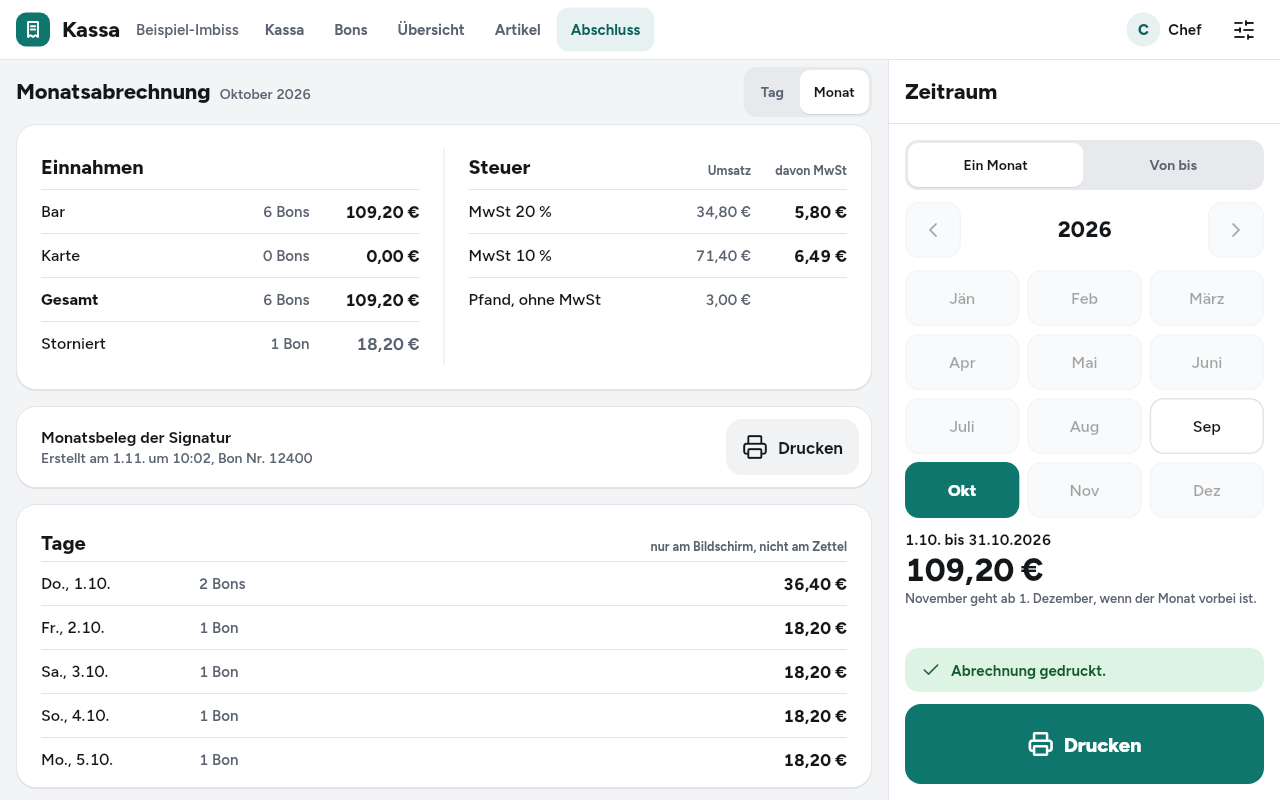 Kassa
Beispiel-Imbiss
Kassa
Bons
Übersicht
Artikel
Abschluss
C
Chef
Monatsabrechnung Oktober 2026
Tag
Monat
Einnahmen
Bar 6 Bons 109,20 €
Karte 0 Bons 0,00 €
Gesamt 6 Bons 109,20 €
Storniert 1 Bon 18,20 €
Steuer Umsatz davon MwSt
MwSt 20 % 34,80 € 5,80 €
MwSt 10 % 71,40 € 6,49 €
Pfand, ohne MwSt 3,00 €
Monatsbeleg der Signatur
Erstellt am 1.11. um 10:02, Bon Nr. 12400
Drucken
Tage nur am Bildschirm, nicht am Zettel
Do., 1.10. 2 Bons 36,40 €
Fr., 2.10. 1 Bon 18,20 €
Sa., 3.10. 1 Bon 18,20 €
So., 4.10. 1 Bon 18,20 €
Mo., 5.10. 1 Bon 18,20 €
Zeitraum
Ein Monat
Von bis
2026
Jän Feb März
Apr Mai Juni
Juli Aug Sep
Okt Nov Dez
1.10. bis 31.10.2026
109,20 €
November geht ab 1. Dezember, wenn der Monat vorbei ist.
Abrechnung gedruckt.
Drucken